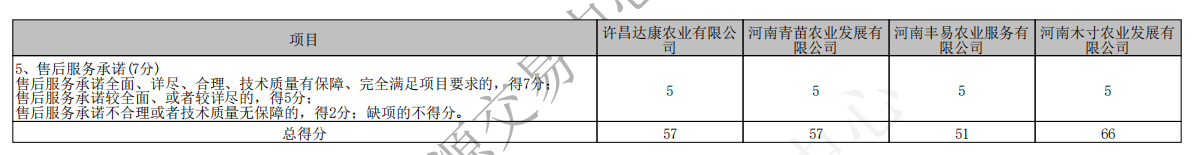 项目
许昌达康农业有限公
司
河南青苗农业发展有
限公司
河南丰易农业服务有
限公司
河南木寸农业发展有
限公司
5、售后服务承诺(7分)
售后服务承诺全面、详尽、合理、技术质量有保障、完全满足项目要求的，得7分；
售后服务承诺较全面、或者较详尽的，得5分；
售后服务承诺不合理或者技术质量无保障的，得2分；缺项的不得分。
5
5
5
5
总得分
57
57
51
66
源交易中心
中心